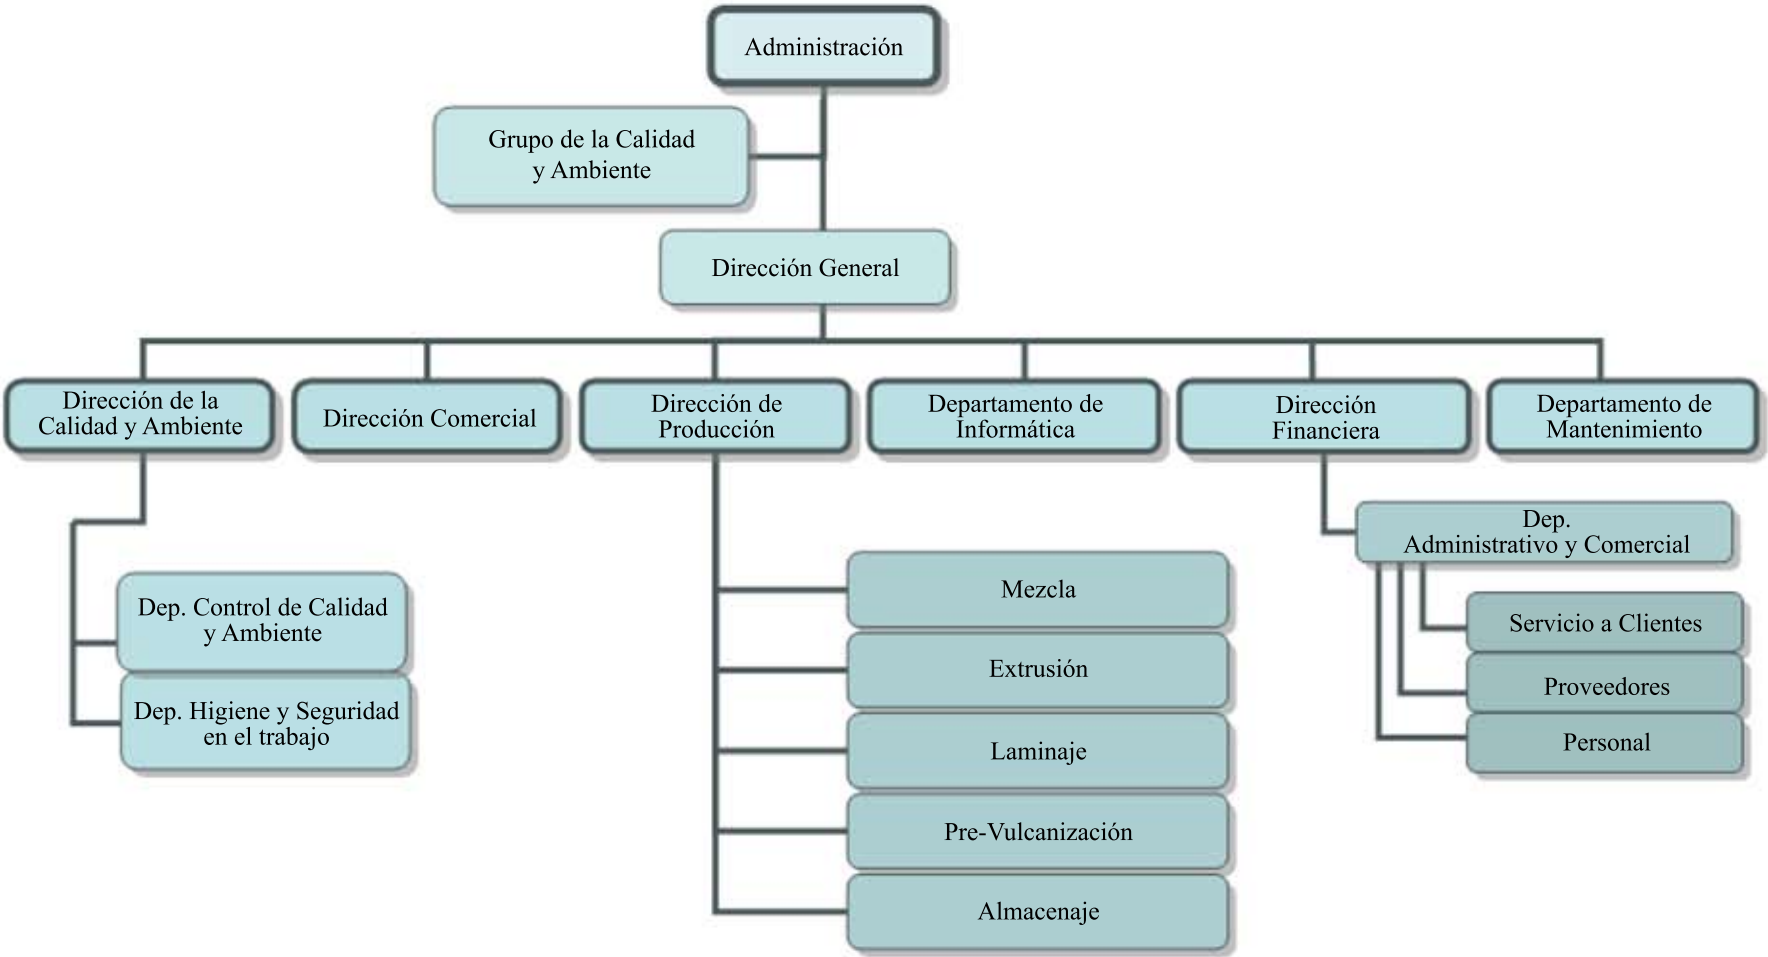 Administración
Grupo de la Calidad
y Ambiente
Dirección General
Dirección de la
Calidad y Ambiente
Dirección Comercial
Dirección de
Producción
Departamento de
Informática
Dirección
Financiera
Departamento de
Mantenimiento
Dep. Control de Calidad
y Ambiente
Dep. Higiene y Seguridad
en el trabajo
Mezcla
Extrusión
Laminaje
Pre-Vulcanización
Almacenaje
Dep.
Administrativo y Comercial
Servicio a Clientes
Proveedores
Personal